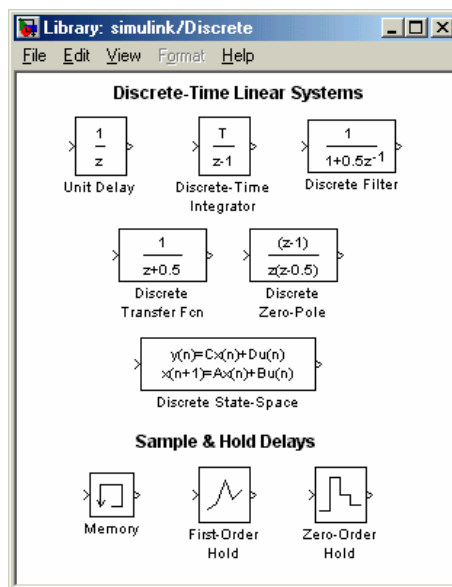 Library: simulink/Discrete
File Edit View Format Help
Discrete-Time Linear Systems
1
z
Unit Delay
T
z-1
Discrete-Time
Integrator
1
1+0.5z⁻¹
Discrete Filter
1
z+0.5
Discrete
Transfer Fcn
(z-1)
z(z-0.5)
Discrete
Zero-Pole
y(n)=Cx(n)+Du(n)
x(n+1)=Ax(n)+Bu(n)
Discrete State-Space
Sample & Hold Delays
Memory
First-Order
Hold
Zero-Order
Hold